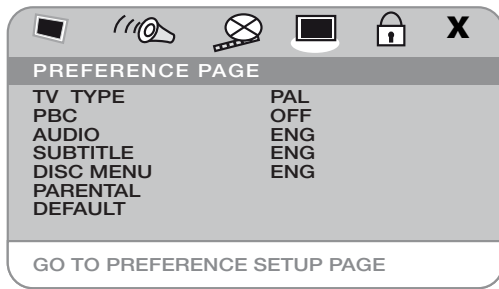 X
PREFERENCE PAGE
TV TYPE PAL
PBC OFF
AUDIO ENG
SUBTITLE ENG
DISC MENU ENG
PARENTAL
DEFAULT
GO TO PREFERENCE SETUP PAGE